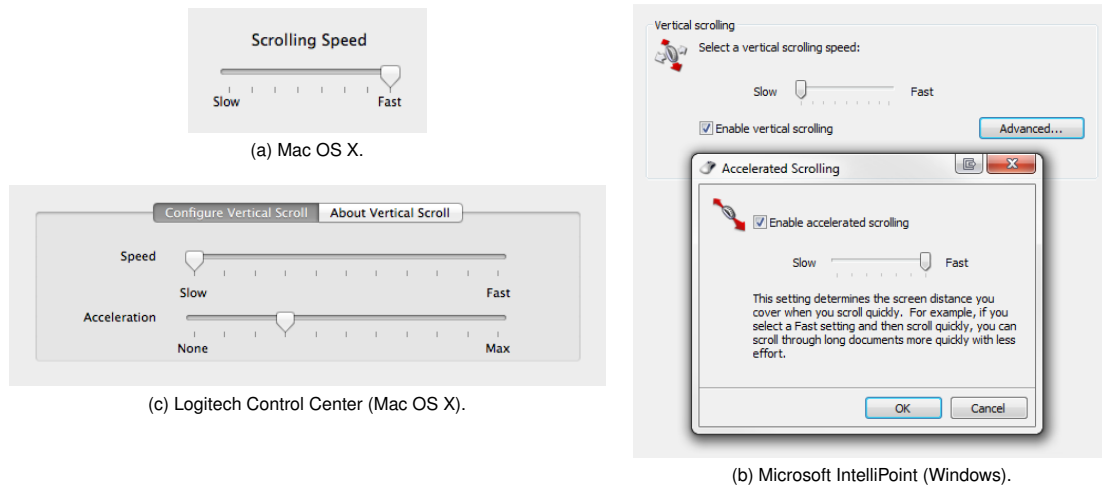 Scrolling Speed
Slow Fast
(a) Mac OS X.
Configure Vertical Scroll About Vertical Scroll
Speed
Slow Fast
Acceleration
None Max
(c) Logitech Control Center (Mac OS X).
Vertical scrolling
Select a vertical scrolling speed:
Slow Fast
Enable vertical scrolling Advanced...
Accelerated Scrolling
Enable accelerated scrolling
Slow Fast
This setting determines the screen distance you
cover when you scroll quickly. For example, if you
select a Fast setting and then scroll quickly, you can
scroll through long documents more quickly with less
effort.
OK Cancel
(b) Microsoft IntelliPoint (Windows).